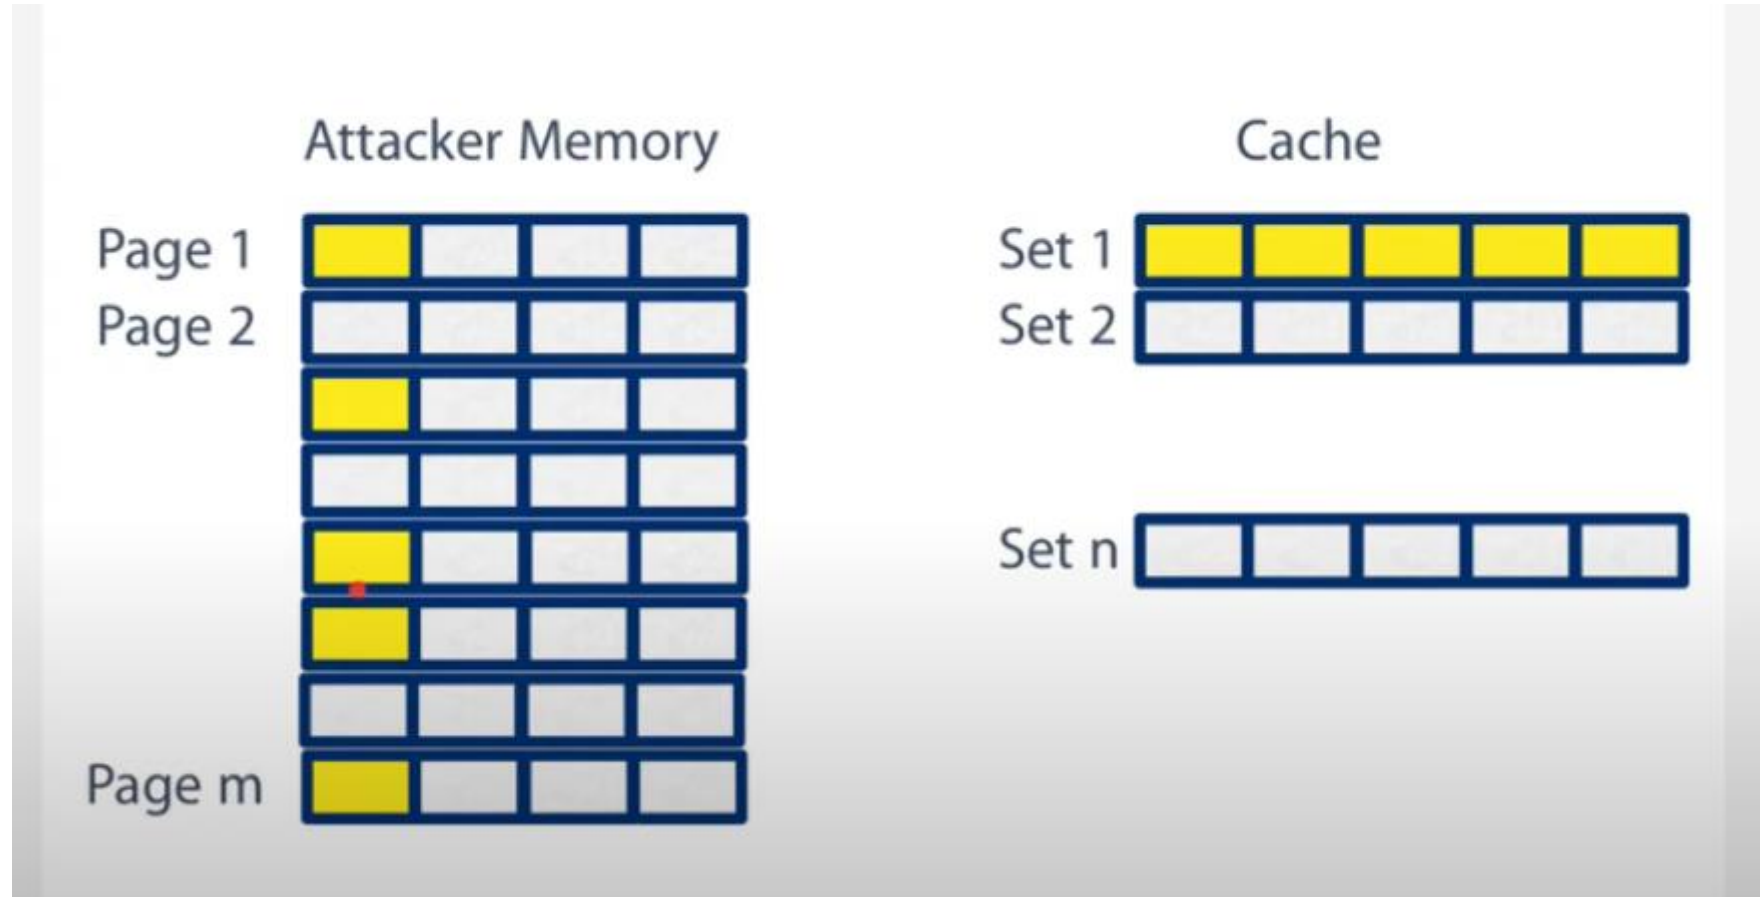 Attacker Memory
Cache
Page 1
Page 2
Page m
Set 1
Set 2
Set n